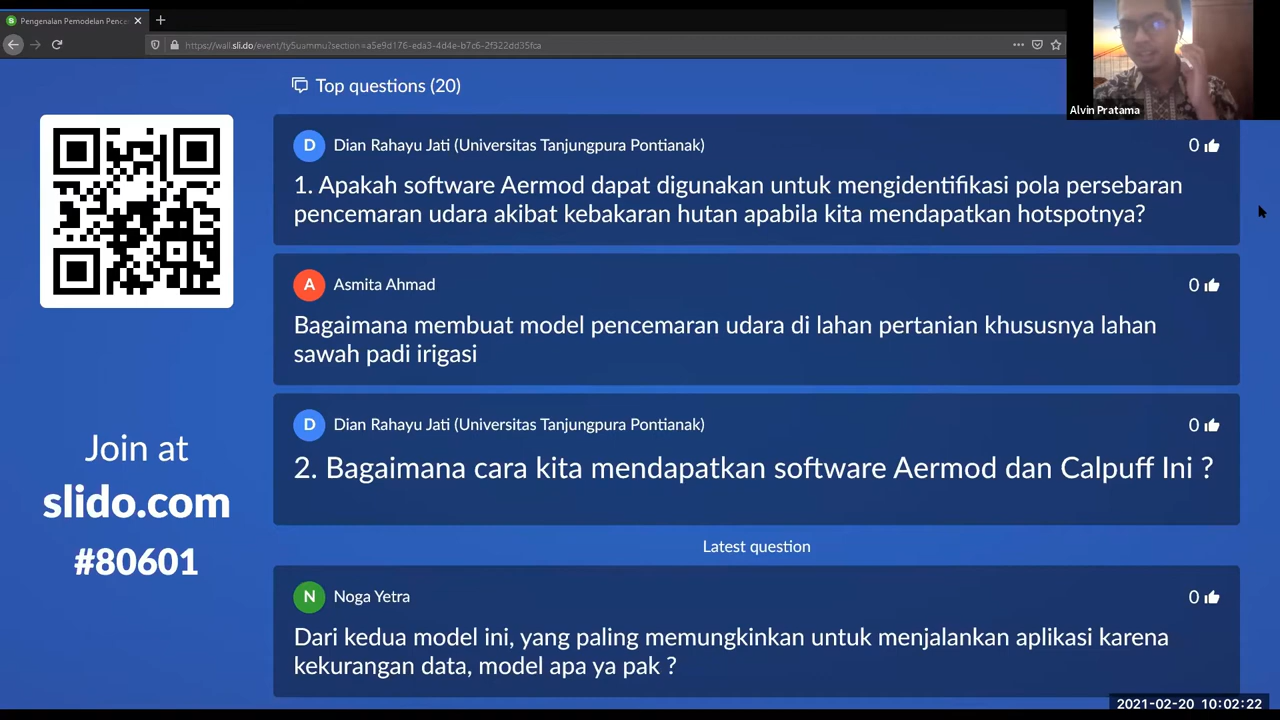 Pengenalan Pemodelan Pence
https://wall.sli.do/event/ty5uammu?section=a5e9d176-eda3-4d4e-b7c6-2f322dd35fca
Alvin Pratama
Top questions (20)
D
Dian Rahayu Jati (Universitas Tanjungpura Pontianak)
0
1. Apakah software Aermod dapat digunakan untuk mengidentifikasi pola persebaran
pencemaran udara akibat kebakaran hutan apabila kita mendapatkan hotspotnya?
A
Asmita Ahmad
0
Bagaimana membuat model pencemaran udara di lahan pertanian khususnya lahan
sawah padi irigasi
D
Dian Rahayu Jati (Universitas Tanjungpura Pontianak)
0
2. Bagaimana cara kita mendapatkan software Aermod dan Calpuff Ini ?
Join at
slido.com
#80601
Latest question
N
Noga Yetra
0
Dari kedua model ini, yang paling memungkinkan untuk menjalankan aplikasi karena
kekurangan data, model apa ya pak ?
2021-02-20 10:02:22